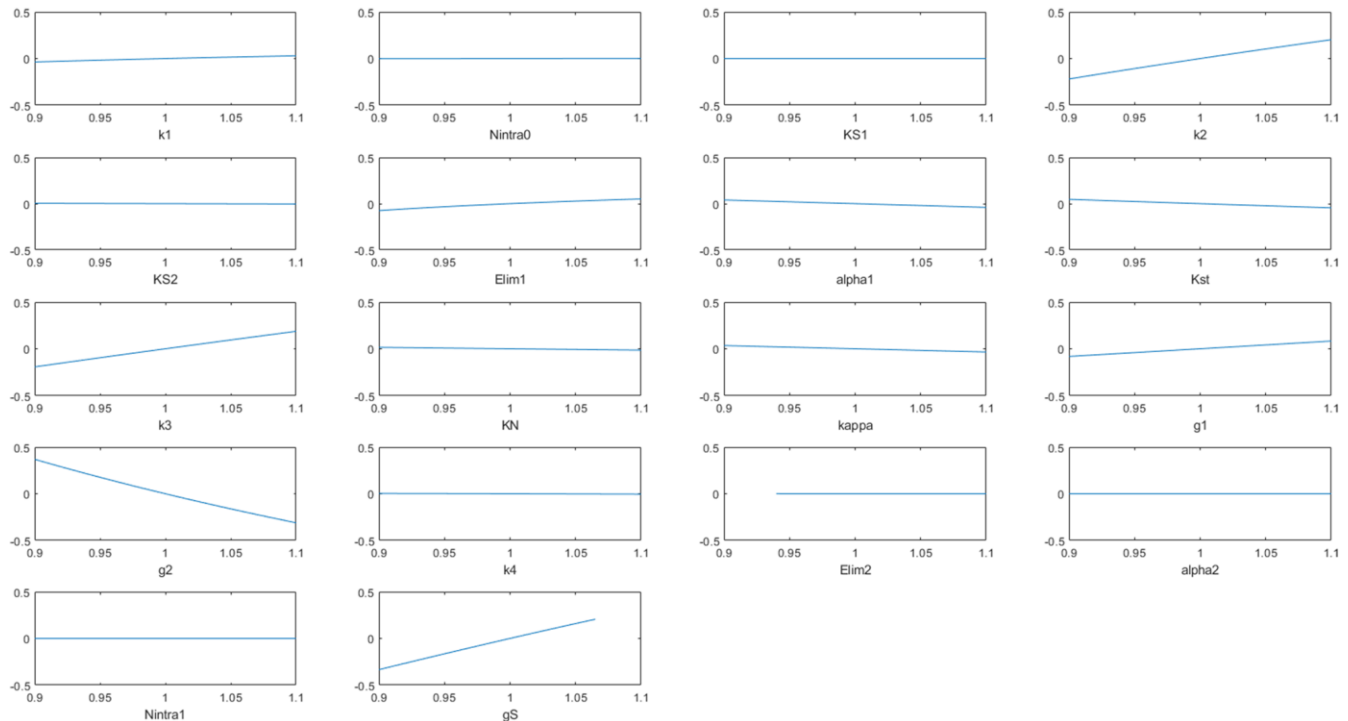 0.5 0.5 0.5 0.5
0 0 0 0
-0.5 -0.5 -0.5 -0.5
0.9 0.95 1 1.05 1.1 0.9 0.95 1 1.05 1.1 0.9 0.95 1 1.05 1.1 0.9 0.95 1 1.05 1.1
k1 Nintra0 KS1 k2
0.5 0.5 0.5 0.5
0 0 0 0
-0.5 -0.5 -0.5 -0.5
0.9 0.95 1 1.05 1.1 0.9 0.95 1 1.05 1.1 0.9 0.95 1 1.05 1.1 0.9 0.95 1 1.05 1.1
KS2 Elim1 alpha1 Kst
0.5 0.5 0.5 0.5
0 0 0 0
-0.5 -0.5 -0.5 -0.5
0.9 0.95 1 1.05 1.1 0.9 0.95 1 1.05 1.1 0.9 0.95 1 1.05 1.1 0.9 0.95 1 1.05 1.1
k3 KN kappa g1
0.5 0.5 0.5 0.5
0 0 0 0
-0.5 -0.5 -0.5 -0.5
0.9 0.95 1 1.05 1.1 0.9 0.95 1 1.05 1.1 0.9 0.95 1 1.05 1.1 0.9 0.95 1 1.05 1.1
g2 k4 Elim2 alpha2
0.5 0.5
0 0
-0.5 -0.5
0.9 0.95 1 1.05 1.1 0.9 0.95 1 1.05 1.1
Nintra1 gS